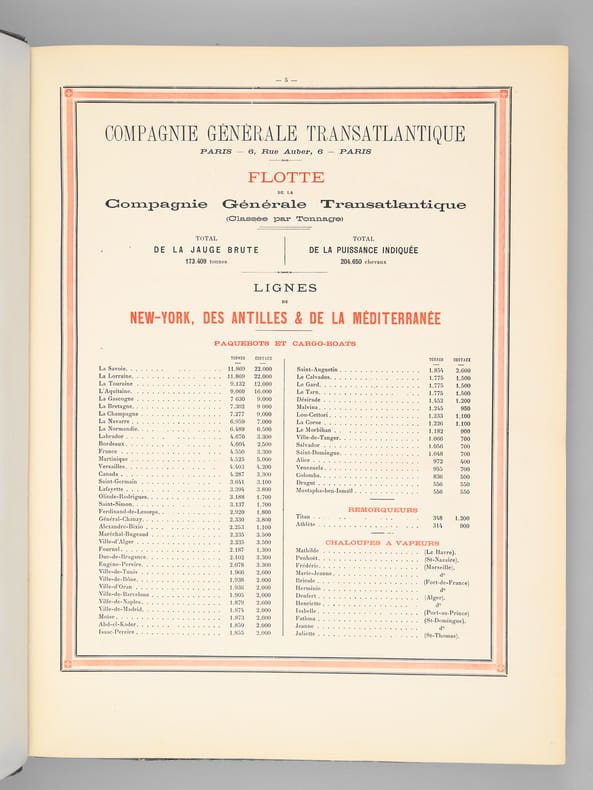 — 5 —
COMPAGNIE GÉNÉRALE TRANSATLANTIQUE
PARIS — 6, Rue Auber, 6 — PARIS
FLOTTE
DE LA
Compagnie Générale Transatlantique
(Classée par Tonnage)
TOTAL
DE LA JAUGE BRUTE
173.409 tonnes
TOTAL
DE LA PUISSANCE INDIQUÉE
204.650 chevaux
LIGNES
DE
NEW-YORK, DES ANTILLES & DE LA MÉDITERRANÉE
PAQUEBOTS ET CARGO-BOATS
TONNES CHEVAUX
La Savoie. 11.869 22.000
La Lorraine. 11.869 22.000
La Touraine 9.132 12.000
L'Aquitaine. 9.060 16.000
La Gascogne 7 630 9 000
La Bretagne. 7.302 9 000
La Champagne 7.277 9.000
La Navarre 6.959 7.000
La Normandie. 6.489 6.500
Labrador 4.670 3.300
Bordeaux 4.604 2.500
France 4.550 3.300
Martinique 4.525 5.000
Versailles. 4.403 4.200
Canada 4.287 3.300
Saint-Germain 3.641 3.100
Lafayette 3.394 3.800
Olinde-Rodrigues. 3.188 1.700
Saint-Simon. 3.137 1.700
Ferdinand-de-Lesseps. 2.920 1.800
Général-Chanzy. 2.330 3.800
Alexandre-Bixio 2.253 1.100
Maréchal-Bugeaud 2.235 3.500
Ville-d'Alger 2.235 3.500
Fournel. 2.187 1.300
Duc-de-Bragance. 2.102 3.300
Eugène-Pereire. 2.078 3.300
Ville-de-Tunis 1.966 2.000
Ville-de-Bône. 1.938 2.000
Ville-d'Oran 1.936 2.000
Ville-de-Barcelone 1.905 2.000
Ville-de-Naples. 1.879 2.000
Ville-de-Madrid. 1.874 2.000
Moïse 1.873 2.000
Abd-el-Kader. 1.859 2.000
Isaac-Pereire 1.855 2.000
TONNES CHEVAUX
Saint-Augustin 1.854 2.000
Le Calvados. 1.775 1,500
Le Gard. 1.775 1,500
Le Tarn. 1.775 1,500
Désirade 1.452 1.200
Malvina 1.245 950
Lou-Cettori 1.233 1,100
La Corse 1.226 1,100
Le Morbihan 1.182 900
Ville-de-Tanger. 1.066 700
Salvador 1.056 700
Saint-Domingue. 1.048 700
Alice 972 400
Venezuela 955 700
Colombo. 836 500
Dragut 556 550
Mustapha-ben-Ismaïl 556 550
REMORQUEURS
Titan 348 1.200
Athlète 314 900
CHALOUPES A VAPEURS
Mathilde (Le Havre).
Penhoët. (St-Nazaire).
Frédéric. (Marseille).
Marie-Jeanne d°
Bricole (Fort-de-France)
Herminie d°
Denfert (Alger).
Henriette d°
Isabelle (Port-au-Prince)
Fathma (St-Domingue).
Jeanne d°
Juliette (St-Thomas).